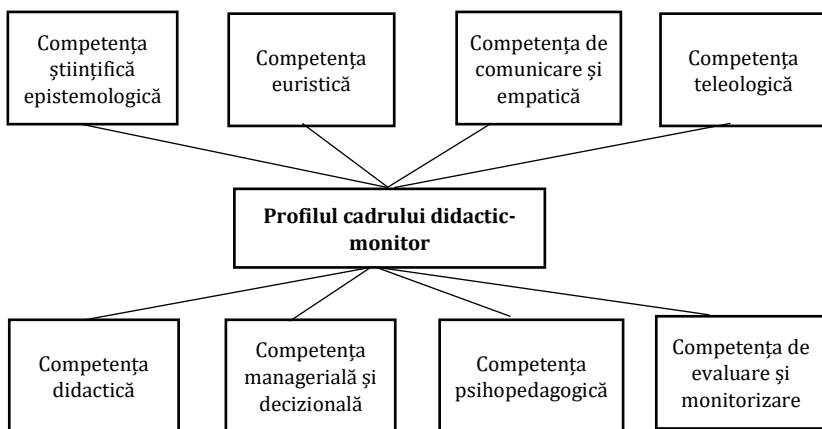 Competența
științifică
epistemologică
Competența
euristică
Competența de
comunicare și
empatică
Competența
teleologică
Profilul cadrului didactic-
monitor
Competența
didactică
Competența
managerială și
decizională
Competența
psihopedagogică
Competența de
evaluare și
monitorizare